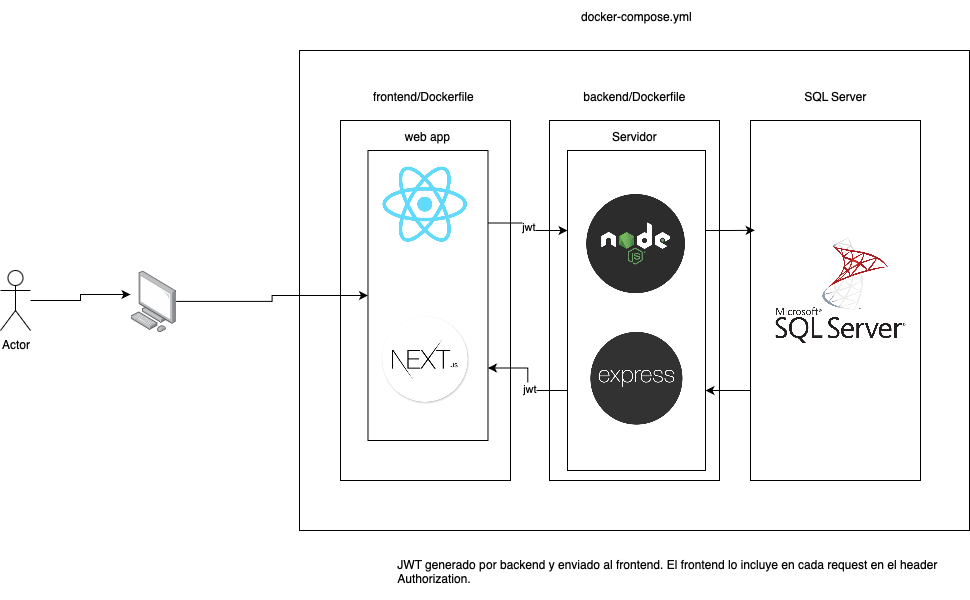 docker-compose.yml
frontend/Dockerfile
backend/Dockerfile
SQL Server
web app
Servidor
node
JS
jwt
Microsoft®
SQL Server®
Actor
NEXT.JS
express
jwt
JWT generado por backend y enviado al frontend. El frontend lo incluye en cada request en el header
Authorization.